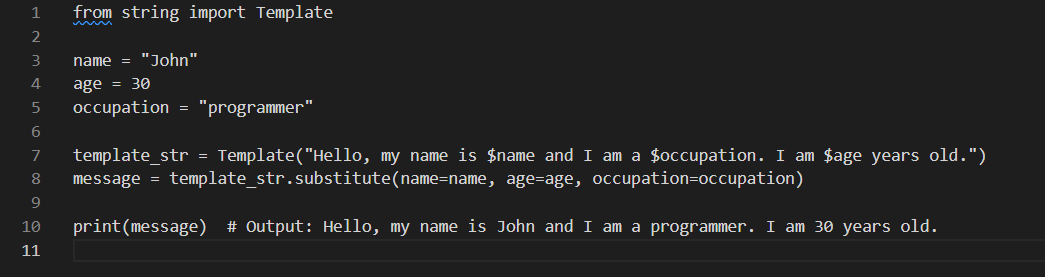 1 from string import Template
2
3 name = "John"
4 age = 30
5 occupation = "programmer"
6
7 template_str = Template("Hello, my name is $name and I am a $occupation. I am $age years old.")
8 message = template_str.substitute(name=name, age=age, occupation=occupation)
9
10 print(message)  # Output: Hello, my name is John and I am a programmer. I am 30 years old.
11